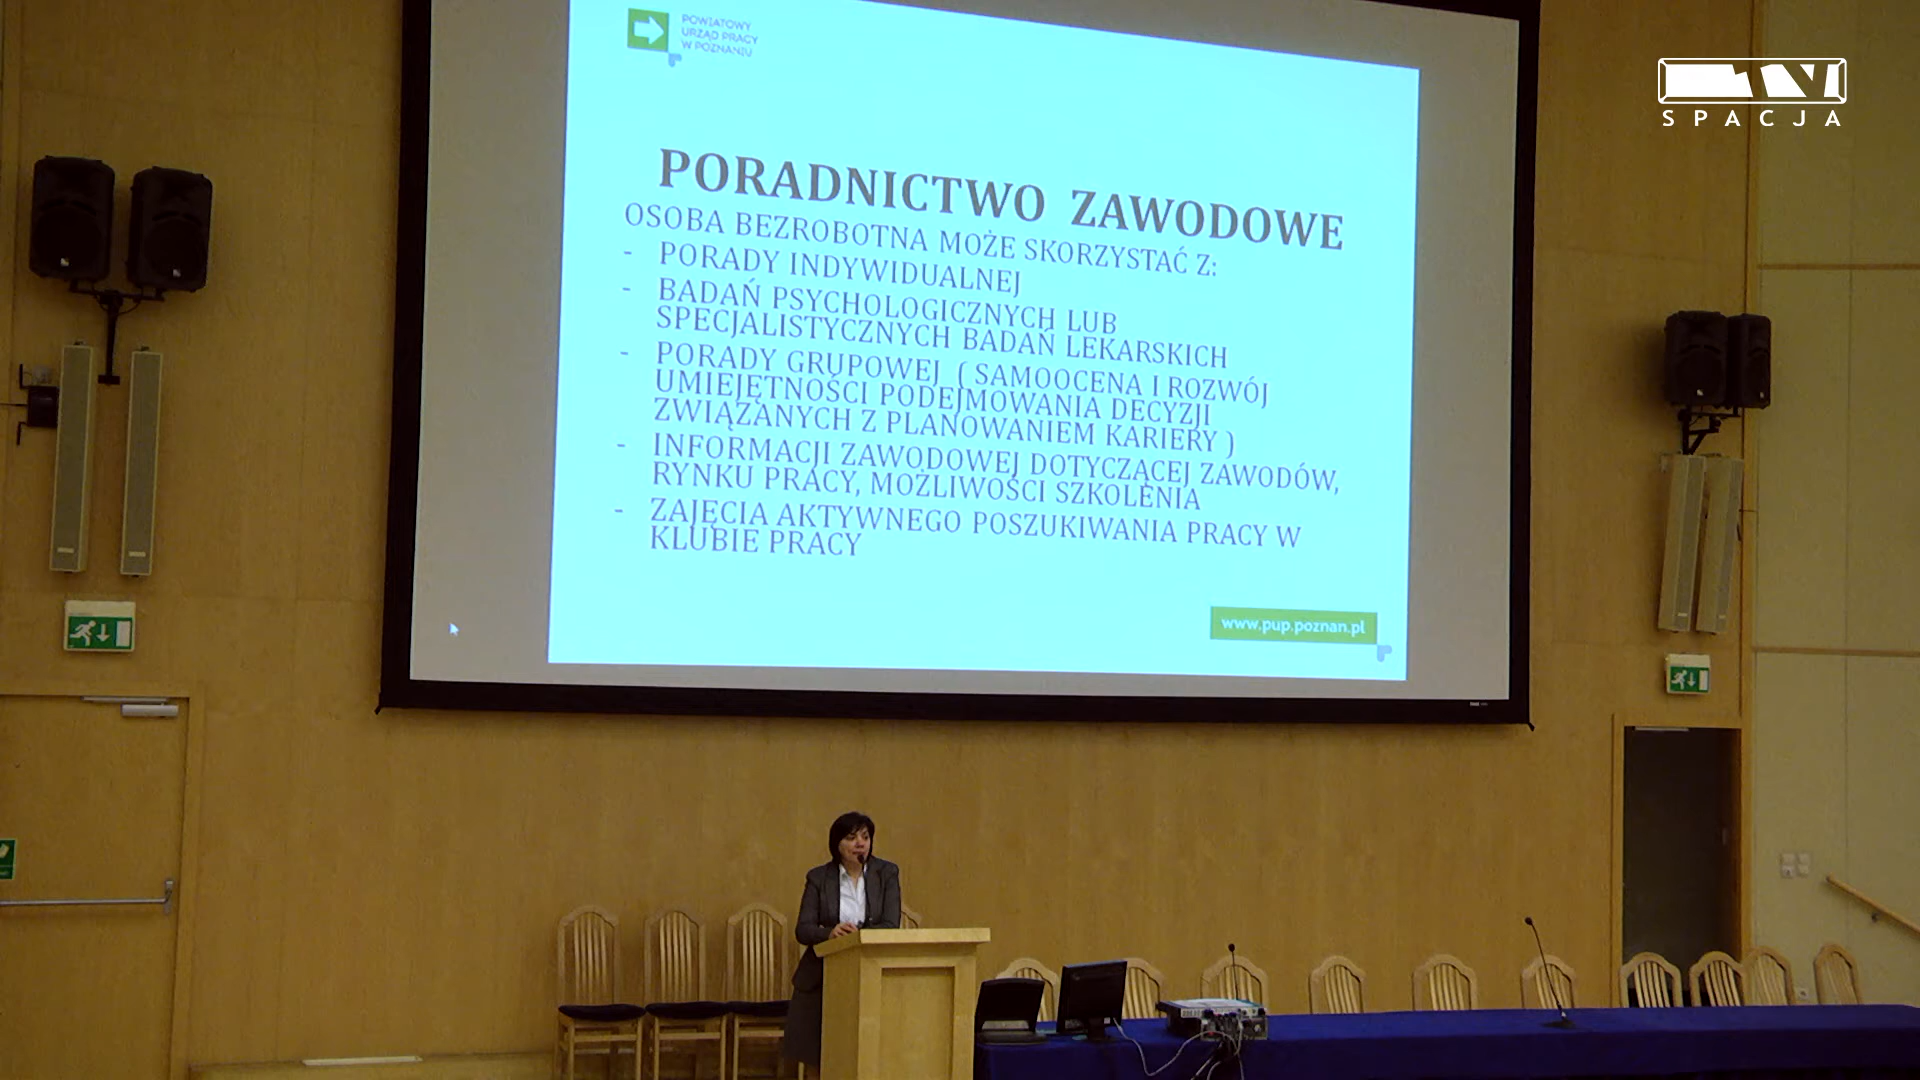 POWIATOWY
URZĄD PRACY
W POZNANIU
SPACJA
PORADNICTWO ZAWODOWE
OSOBA BEZROBOTNA MOŻE SKORZYSTAĆ Z:
- PORADY INDYWIDUALNEJ
- BADAŃ PSYCHOLOGICZNYCH LUB
SPECJALISTYCZNYCH BADAŃ LEKARSKICH
- PORADY GRUPOWEJ ( SAMOOCENA I ROZWÓJ
UMIEJĘTNOŚCI PODEJMOWANIA DECYZJI
ZWIĄZANYCH Z PLANOWANIEM KARIERY )
- INFORMACJI ZAWODOWEJ DOTYCZĄCEJ ZAWODÓW,
RYNKU PRACY, MOŻLIWOŚCI SZKOLENIA
- ZAJĘCIA AKTYWNEGO POSZUKIWANIA PRACY W
KLUBIE PRACY
www.pup.poznan.pl